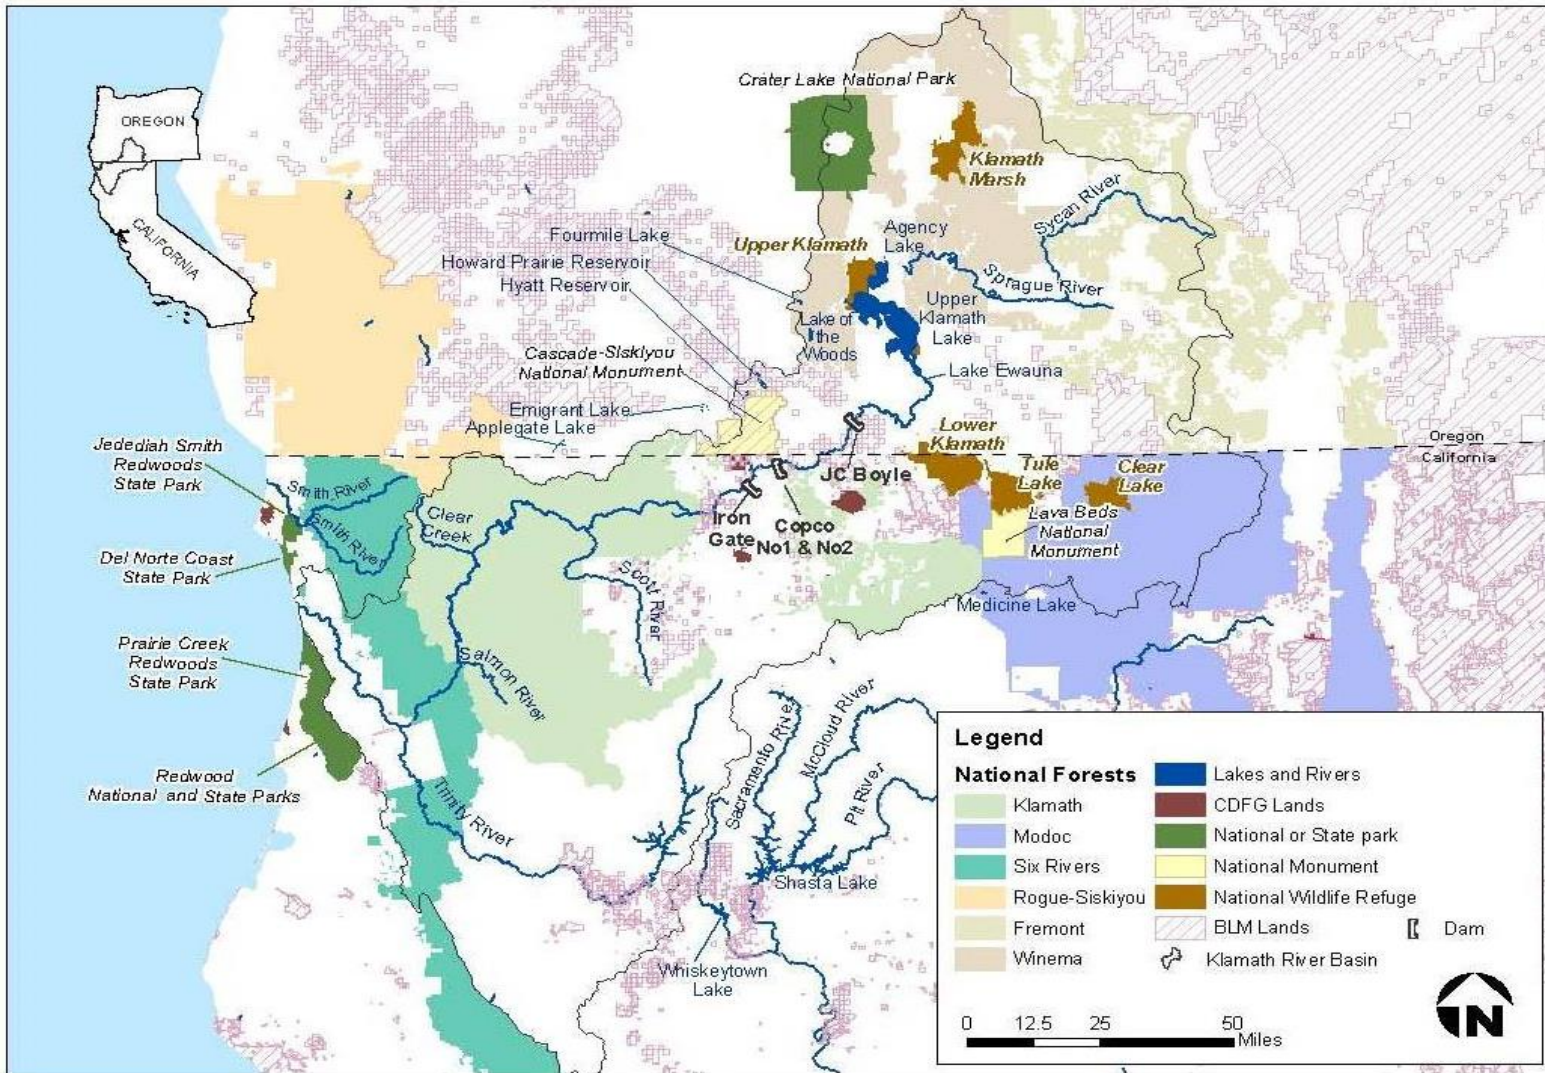 OREGON
CALIFORNIA
Crater Lake National Park
Klamath
Marsh
Sycan River
Fourmile Lake
Upper Klamath
Agency
Lake
Howard Prairie Reservoir
Hyatt Reservoir
Sprague River
Lake of
the
Woods
Upper
Klamath
Lake
Cascade-Siskiyou
National Monument
Lake Ewauna
Emigrant Lake
Applegate Lake
Lower
Klamath
Oregon
California
Jedediah Smith
Redwoods
State Park
Smith River
Smith River
Clear
Creek
Iron
Gate
Copco
No1 & No2
JC Boyle
Tule
Lake
Clear
Lake
Lava Beds
National
Monument
Del Norte Coast
State Park
Scott River
Medicine Lake
Prairie Creek
Redwoods
State Park
Salmon River
Redwood
National and State Parks
Trinity River
Sacramento River
McCloud River
Pit River
Shasta Lake
Whiskeytown
Lake
Legend
National Forests
Klamath
Modoc
Six Rivers
Rogue-Siskiyou
Fremont
Winema
Lakes and Rivers
CDFG Lands
National or State park
National Monument
National Wildlife Refuge
BLM Lands
Klamath River Basin
Dam
0 12.5 25 50
Miles
N